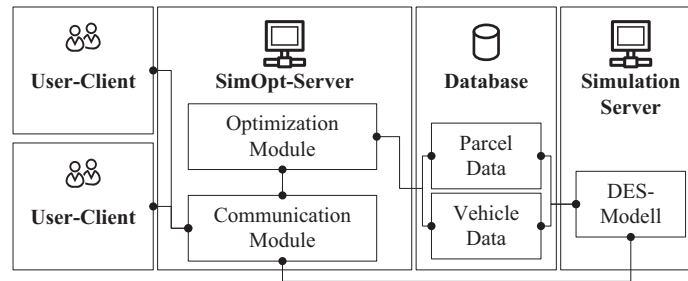 User-Client
User-Client
SimOpt-Server
Optimization
Module
Communication
Module
Database
Parcel
Data
Vehicle
Data
Simulation
Server
DES-
Modell